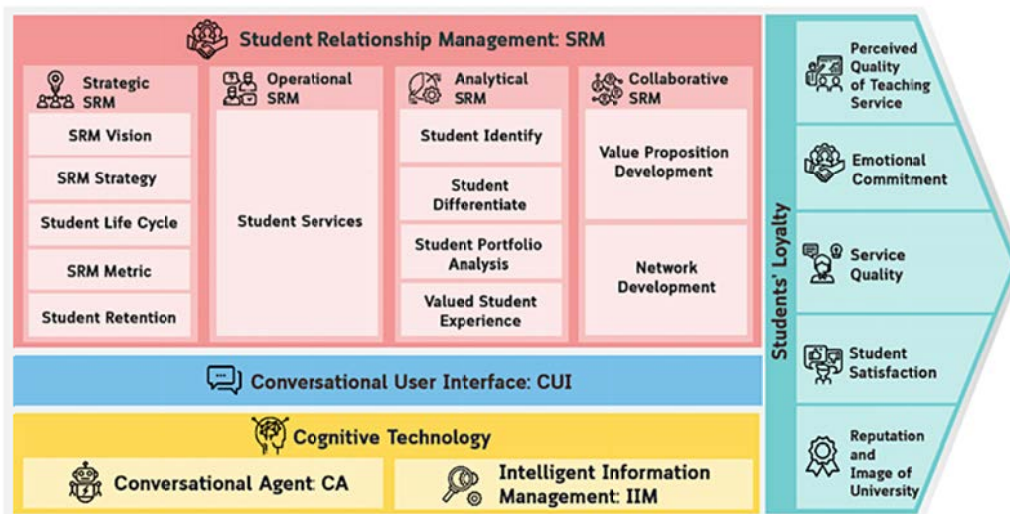 Student Relationship Management: SRM
Strategic
SRM
SRM Vision
SRM Strategy
Student Life Cycle
SRM Metric
Student Retention
Operational
SRM
Student Services
Analytical
SRM
Student Identify
Student
Differentiate
Student Portfolio
Analysis
Valued Student
Experience
Collaborative
SRM
Value Proposition
Development
Network
Development
Conversational User Interface: CUI
Cognitive Technology
Conversational Agent: CA
Intelligent Information
Management: IIM
Students' Loyalty
Perceived
Quality
of Teaching
Service
Emotional
Commitment
Service
Quality
Student
Satisfaction
Reputation
and
Image of
University